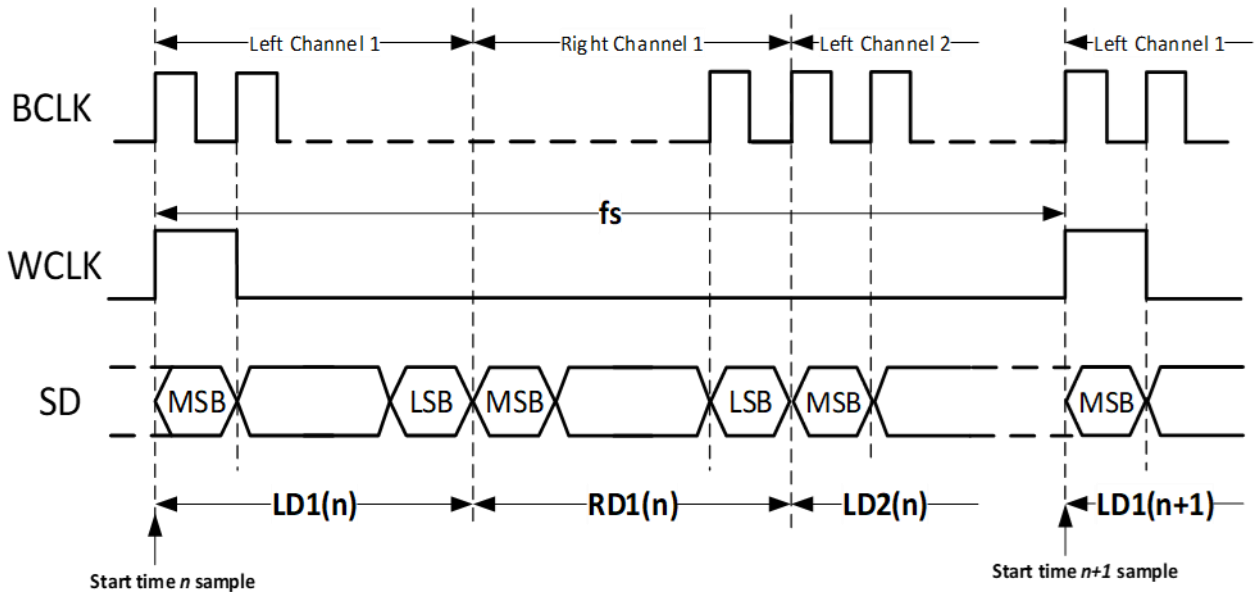 Left Channel 1 Right Channel 1 Left Channel 2 Left Channel 1
BCLK
fs
WCLK
SD MSB LSB MSB LSB MSB MSB
LD1(n) RD1(n) LD2(n) LD1(n+1)
Start time n sample Start time n+1 sample